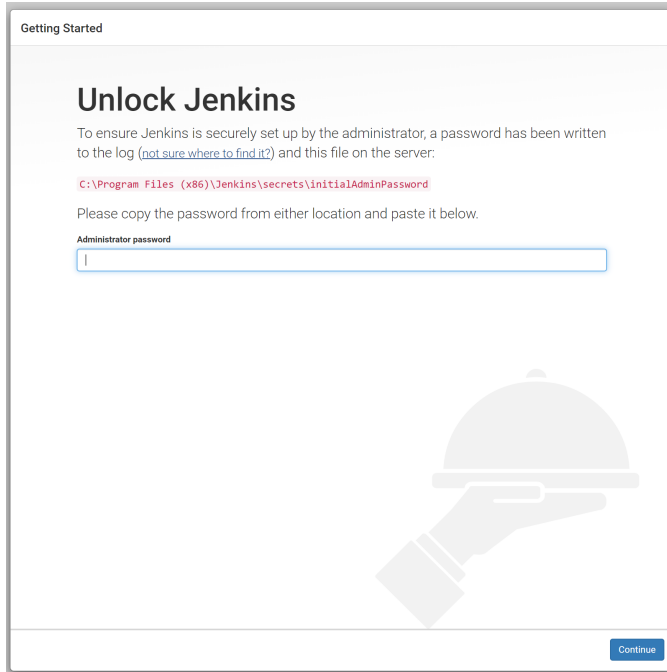 Getting Started
Unlock Jenkins
To ensure Jenkins is securely set up by the administrator, a password has been written
to the log (not sure where to find it?) and this file on the server:
C:\Program Files (x86)\Jenkins\secrets\initialAdminPassword
Please copy the password from either location and paste it below.
Administrator password
Continue